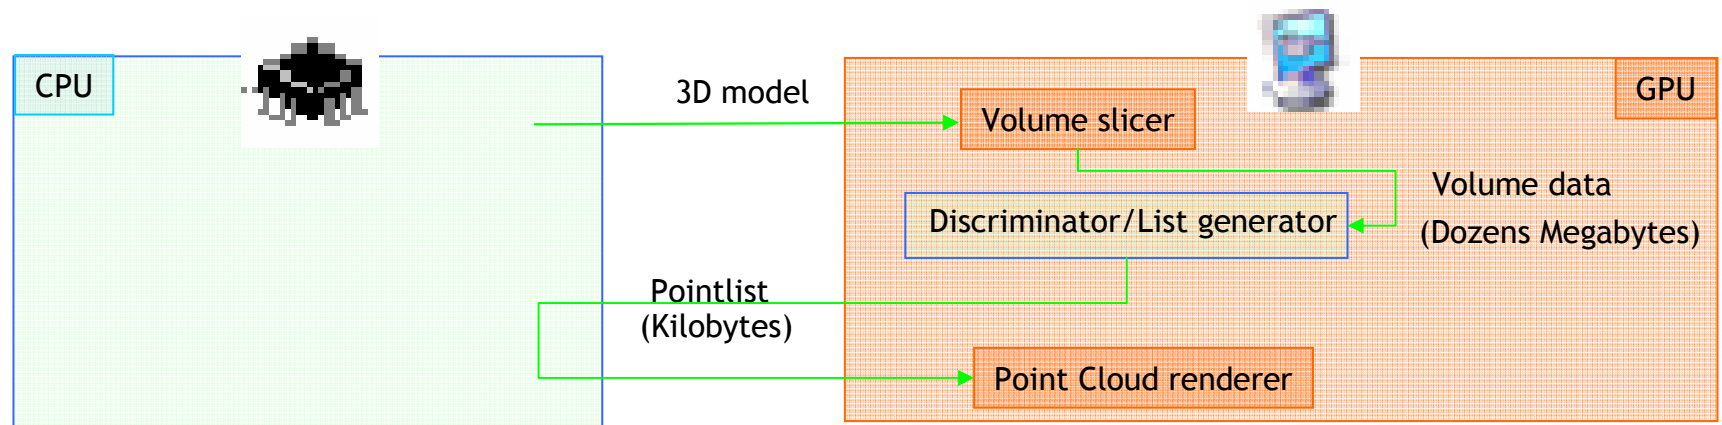 CPU
3D model
GPU
Volume slicer
Volume data
(Dozens Megabytes)
Discriminator/List generator
Pointlist
(Kilobytes)
Point Cloud renderer